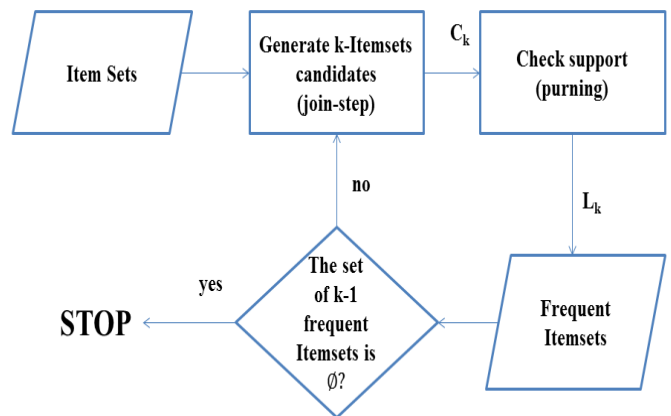 Item Sets
Generate k-Itemsets
candidates
(join-step)
Ck
Check support
(purning)
Lk
Frequent
Itemsets
The set
of k-1
frequent
Itemsets is
∅?
no
yes
STOP